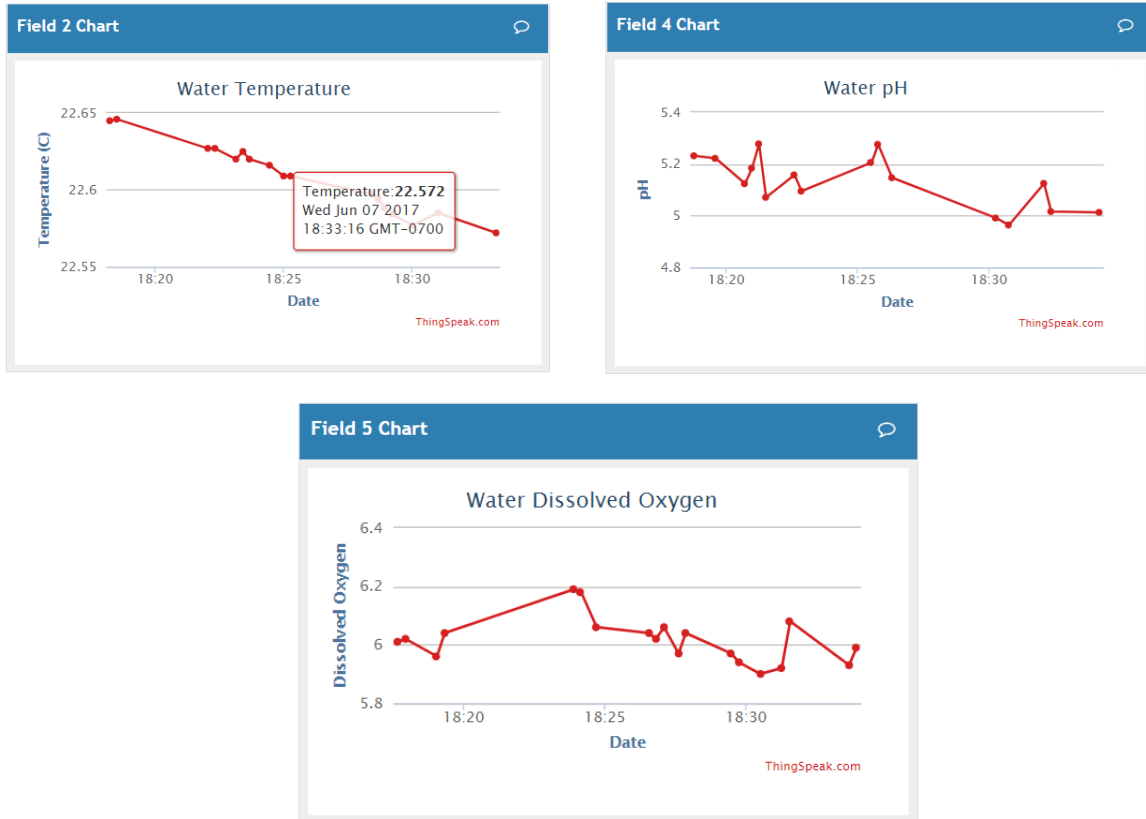 Field 2 Chart
Water Temperature
Temperature (C)
22.65
22.6
22.55
Temperature:22.572
Wed Jun 07 2017
18:33:16 GMT-0700
18:20 18:25 18:30
Date
ThingSpeak.com
Field 4 Chart
Water pH
pH
5.4
5.2
5
4.8
18:20 18:25 18:30
Date
ThingSpeak.com
Field 5 Chart
Water Dissolved Oxygen
Dissolved Oxygen
6.4
6.2
6
5.8
18:20 18:25 18:30
Date
ThingSpeak.com